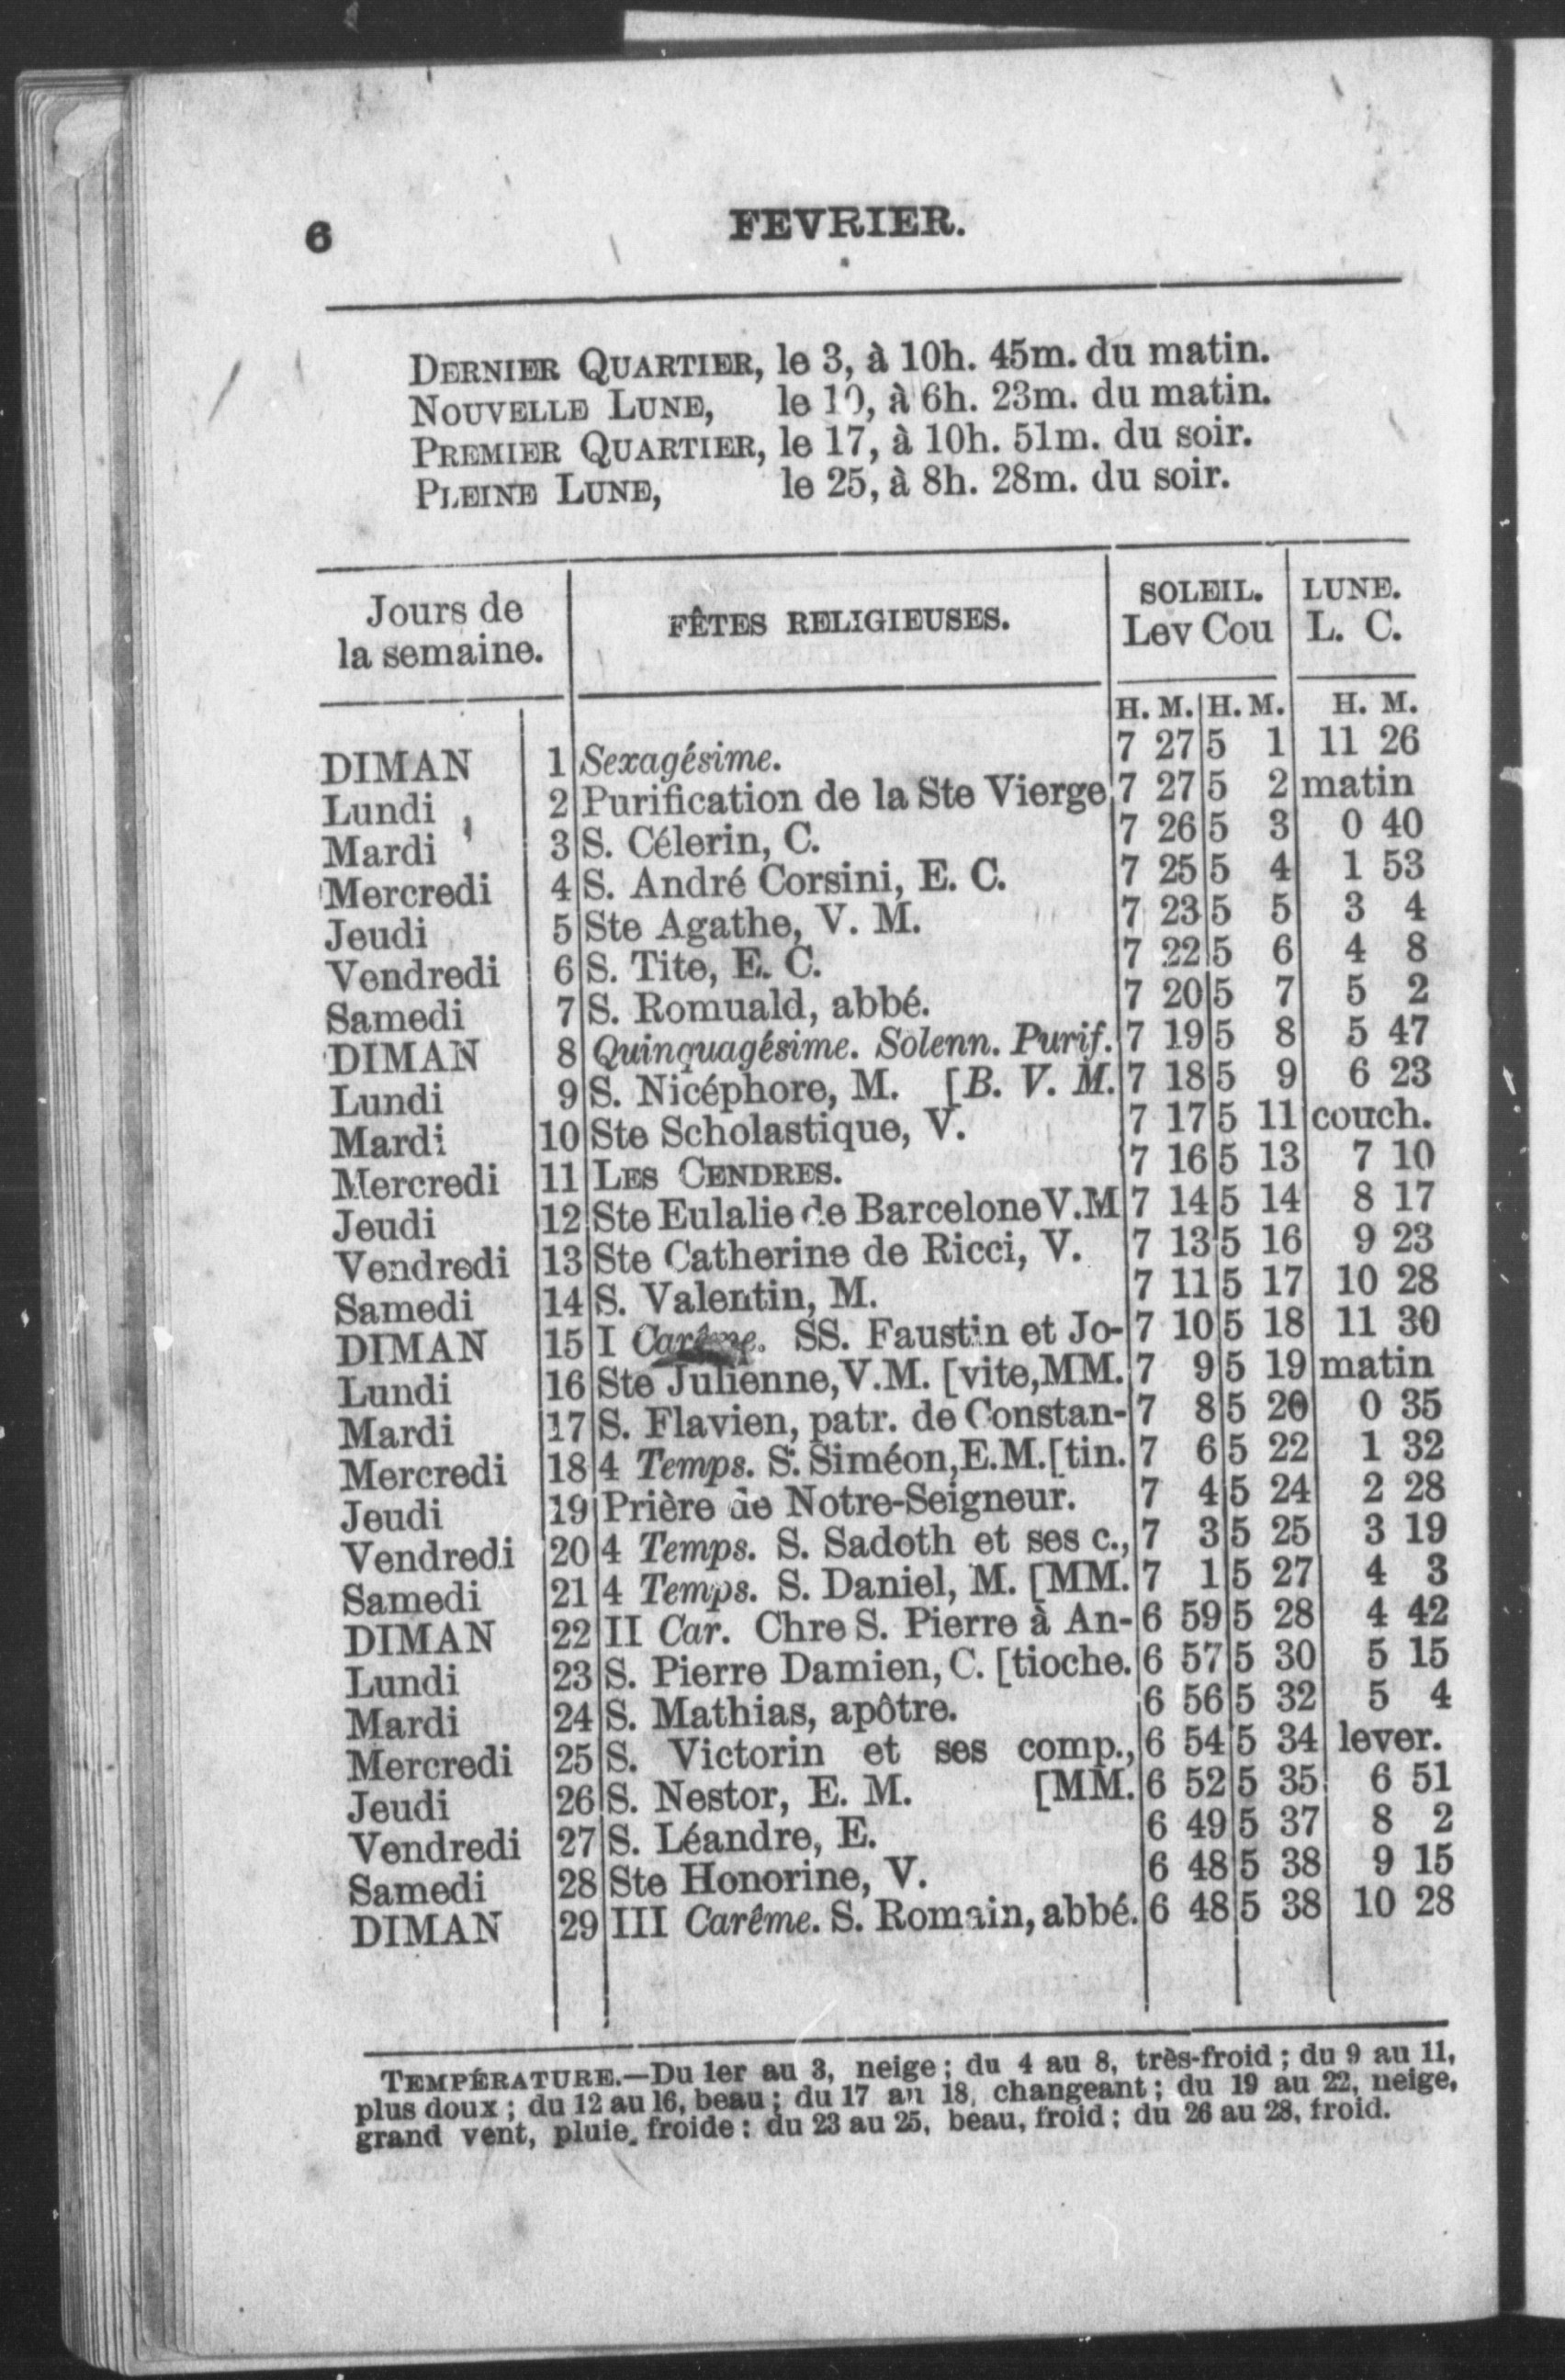 6 FEVRIER.
DERNIER QUARTIER, le 3, à 10h. 45m. du matin.
NOUVELLE LUNE, le 10, à 6h. 23m. du matin.
PREMIER QUARTIER, le 17, à 10h. 51m. du soir.
PLEINE LUNE, le 25, à 8h. 28m. du soir.
Jours de la semaine. FÊTES RELIGIEUSES. SOLEIL. Lev Cou LUNE. L. C.
H. M. H. M. H. M.
DIMAN 1 Sexagésime. 7 27 5 1 11 26
Lundi 2 Purification de la Ste Vierge 7 27 5 2 matin
Mardi 3 S. Célerin, C. 7 26 5 3 0 40
Mercredi 4 S. André Corsini, E. C. 7 25 5 4 1 53
Jeudi 5 Ste Agathe, V. M. 7 23 5 5 3 4
Vendredi 6 S. Tite, E. C. 7 22 5 6 4 8
Samedi 7 S. Romuald, abbé. 7 20 5 7 5 2
DIMAN 8 Quinquagésime. Solenn. Purif. 7 19 5 8 5 47
Lundi 9 S. Nicéphore, M. [B. V. M. 7 18 5 9 6 23
Mardi 10 Ste Scholastique, V. 7 17 5 11 couch.
Mercredi 11 LES CENDRES. 7 16 5 13 7 10
Jeudi 12 Ste Eulalie de Barcelone V.M 7 14 5 14 8 17
Vendredi 13 Ste Catherine de Ricci, V. 7 13 5 16 9 23
Samedi 14 S. Valentin, M. 7 11 5 17 10 28
DIMAN 15 I Carême. SS. Faustin et Jo- 7 10 5 18 11 30
Lundi 16 Ste Julienne, V.M. [vite, MM. 7 9 5 19 matin
Mardi 17 S. Flavien, patr. de Constan- 7 8 5 20 0 35
Mercredi 18 4 Temps. S. Siméon, E.M. [tin. 7 6 5 22 1 32
Jeudi 19 Prière de Notre-Seigneur. 7 4 5 24 2 28
Vendredi 20 4 Temps. S. Sadoth et ses c., 7 3 5 25 3 19
Samedi 21 4 Temps. S. Daniel, M. [MM. 7 1 5 27 4 3
DIMAN 22 II Car. Chre S. Pierre à An- 6 59 5 28 4 42
Lundi 23 S. Pierre Damien, C. [tioche. 6 57 5 30 5 15
Mardi 24 S. Mathias, apôtre. 6 56 5 32 5 4
Mercredi 25 S. Victorin et ses comp., 6 54 5 34 lever.
Jeudi 26 S. Nestor, E. M. [MM. 6 52 5 35 6 51
Vendredi 27 S. Léandre, E. 6 49 5 37 8 2
Samedi 28 Ste Honorine, V. 6 48 5 38 9 15
DIMAN 29 III Carême. S. Romain, abbé. 6 48 5 38 10 28
TEMPÉRATURE.—Du 1er au 3, neige; du 4 au 8, très-froid; du 9 au 11,
plus doux; du 12 au 16, beau; du 17 au 18, changeant; du 19 au 22, neige,
grand vent, pluie froide: du 23 au 25, beau, froid; du 26 au 28, froid.